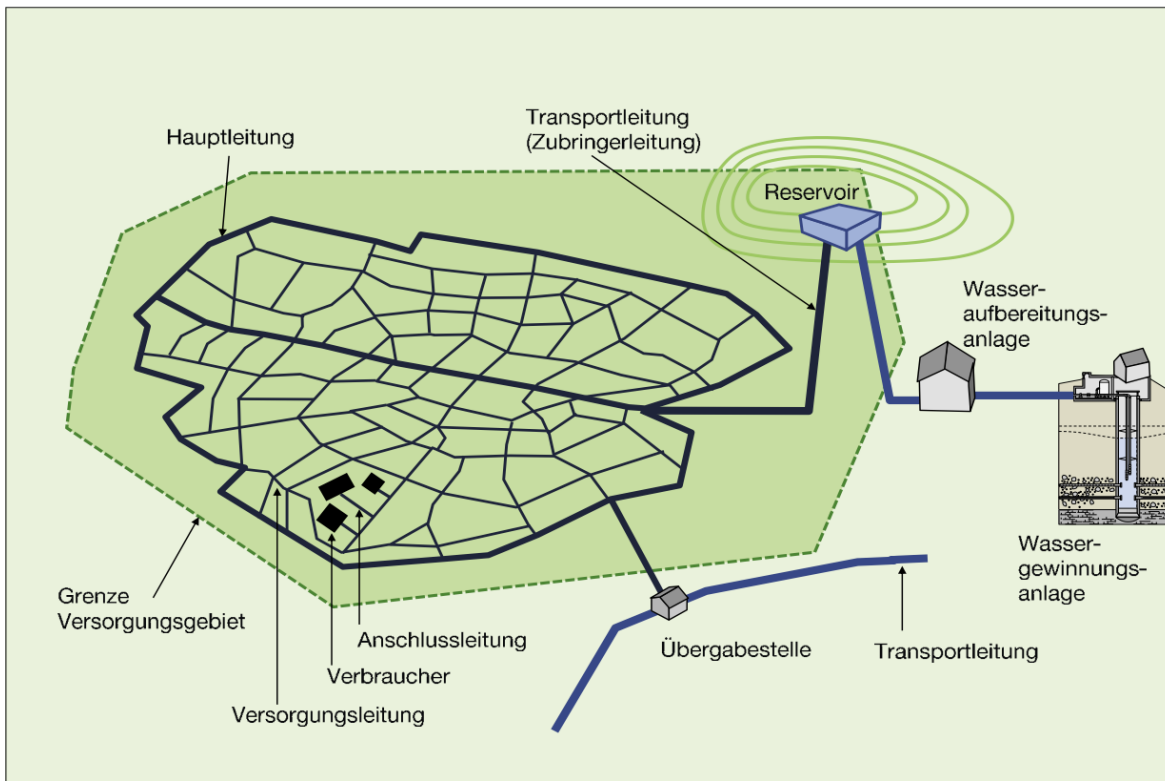 Hauptleitung
Transportleitung
(Zubringerleitung)
Reservoir
Wasser-
aufbereitungs-
anlage
Wasser-
gewinnungs-
anlage
Grenze
Versorgungsgebiet
Anschlussleitung
Verbraucher
Versorgungsleitung
Übergabestelle
Transportleitung